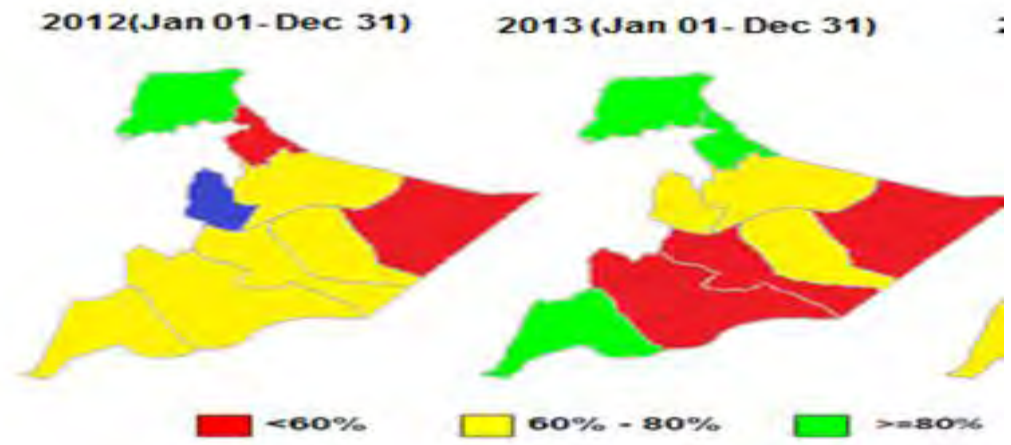 2012(Jan 01- Dec 31)
2013 (Jan 01- Dec 31)
<60%
60% - 80%
>=80%